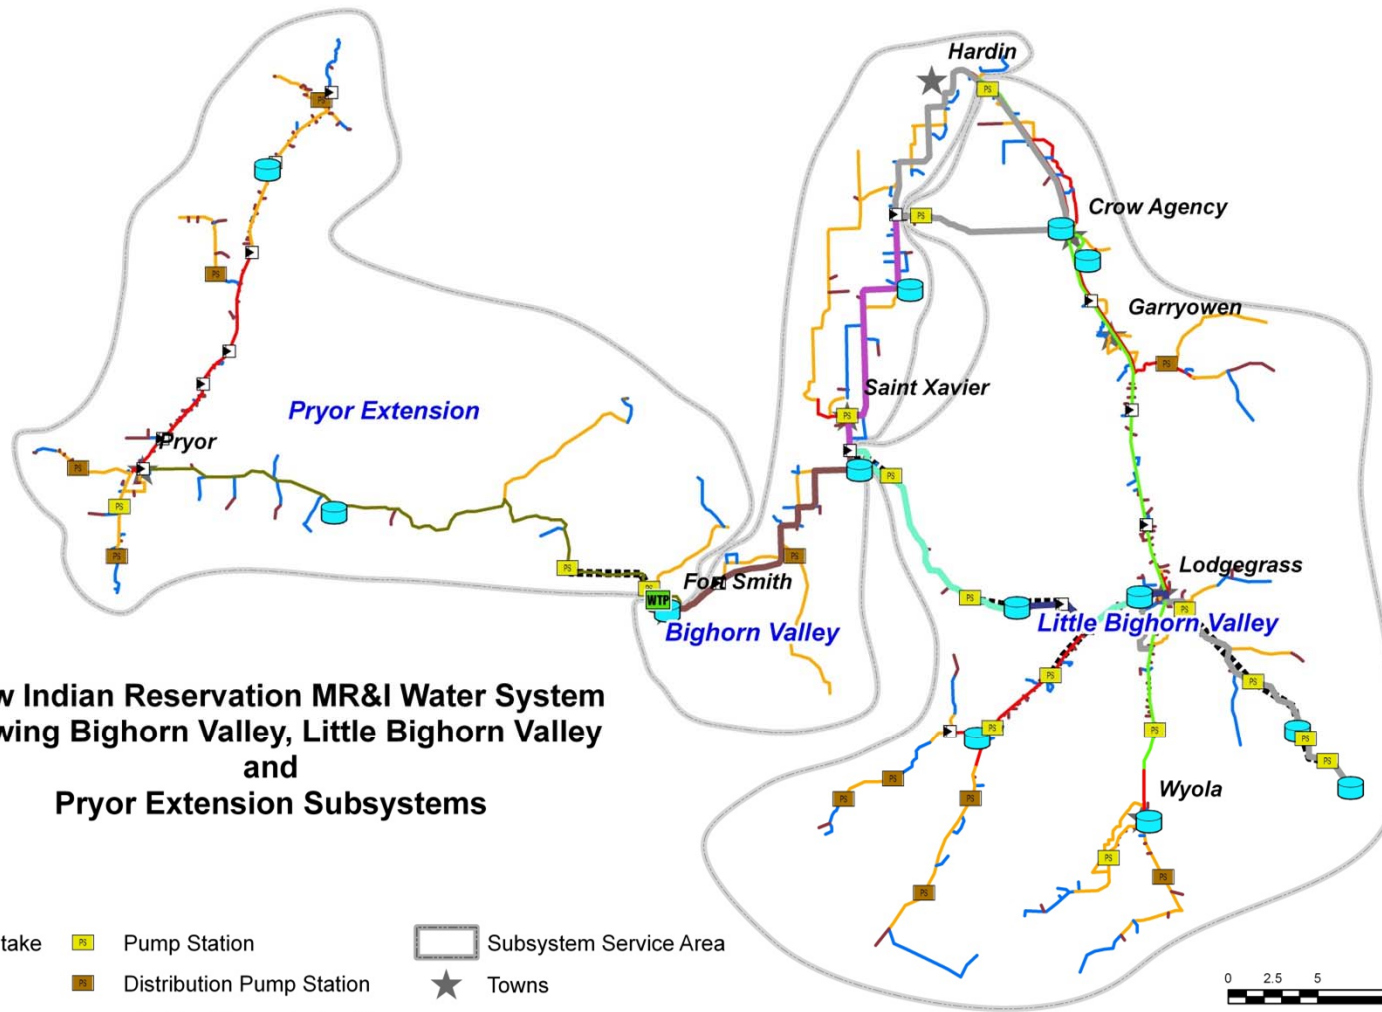 Hardin
Crow Agency
Garryowen
Saint Xavier
Pryor Extension
Pryor
Lodgegrass
Fort Smith
WTP
Bighorn Valley
Little Bighorn Valley
Wyola
w Indian Reservation MR&I Water System
wing Bighorn Valley, Little Bighorn Valley
and
Pryor Extension Subsystems
take
PS Pump Station
Subsystem Service Area
PS Distribution Pump Station
Towns
0 2.5 5